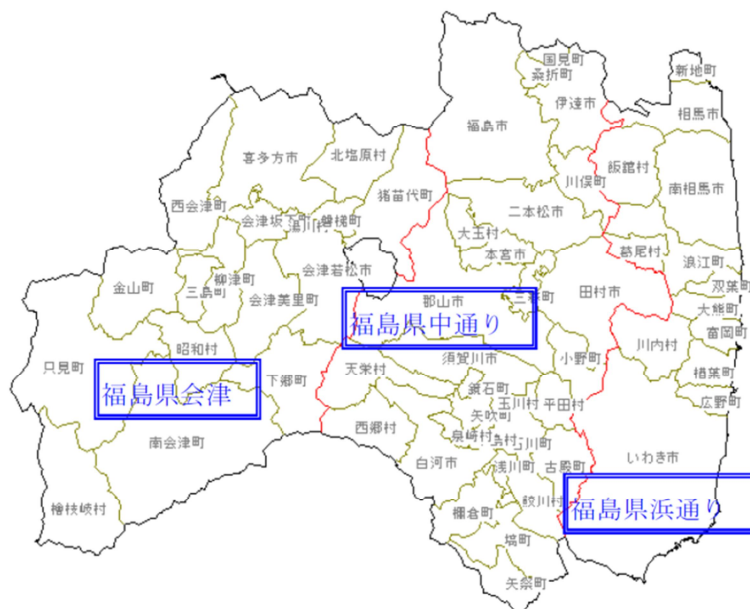 国見町
桑折町
新地町
伊達市
相馬市
福島市
喜多方市
北塩原村
飯舘村
川俣町
南相馬市
猪苗代町
西会津町
二本松市
会津坂下町
磐梯町
大玉村
本宮市
葛尾村
浪江町
会津若松市
金山町
柳津町
三島町
会津美里町
双葉町
田村市
大熊町
郡山市
福島県中通り
富岡町
昭和村
須賀川市
小野町
川内村
只見町
下郷町
天栄村
楢葉町
福島県会津
鏡石町
玉川村
平田村
広野町
矢吹町
西郷村
南会津町
泉崎村
いわき市
白河市
浅川町
古殿町
檜枝岐村
棚倉町
鮫川村
福島県浜通り
塙町
矢祭町